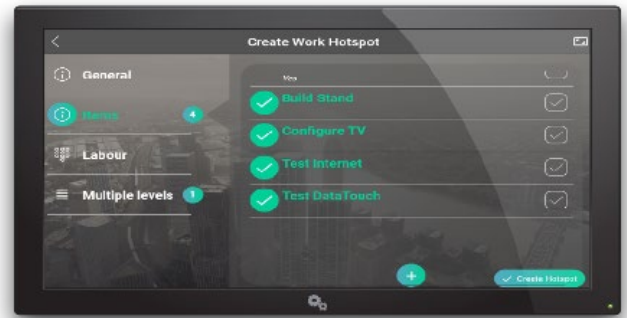 Create Work Hotspot
General
Items 4
Labour
Multiple levels 1
Yes
Build Stand
Configure TV
Test Internet
Test DataTouch
+
Create Hotspot